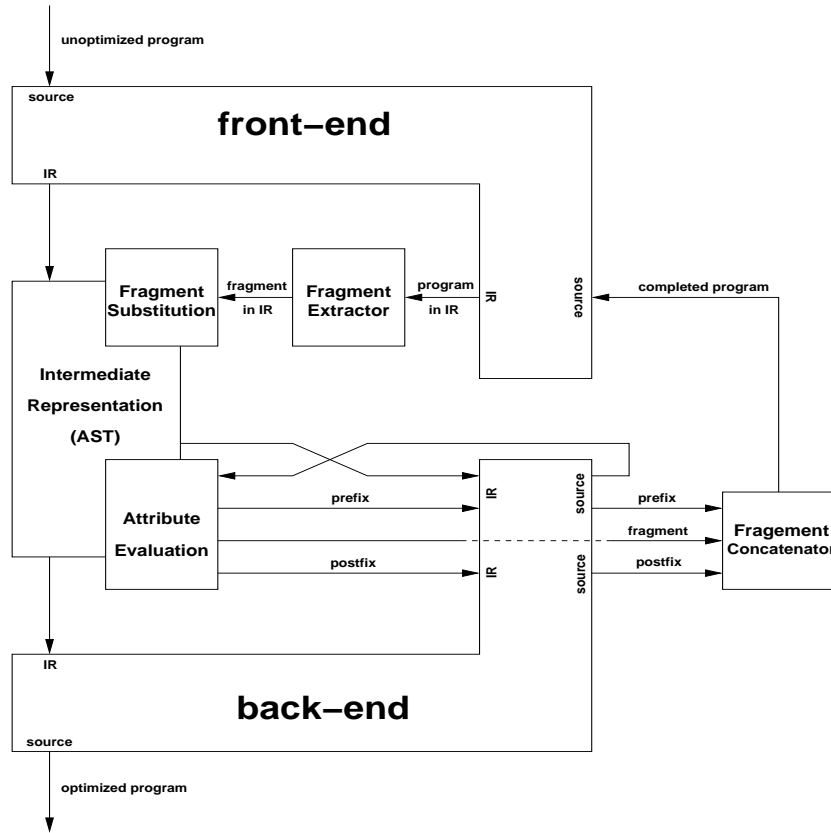 unoptimized program
source
front−end
IR
Fragment
Substitution
fragment
in IR
Fragment
Extractor
program
in IR
IR
source
completed program
Intermediate
Representation
(AST)
Attribute
Evaluation
prefix
postfix
IR
IR
source
source
prefix
fragment
postfix
Fragement
Concatenator
IR
back−end
source
optimized program